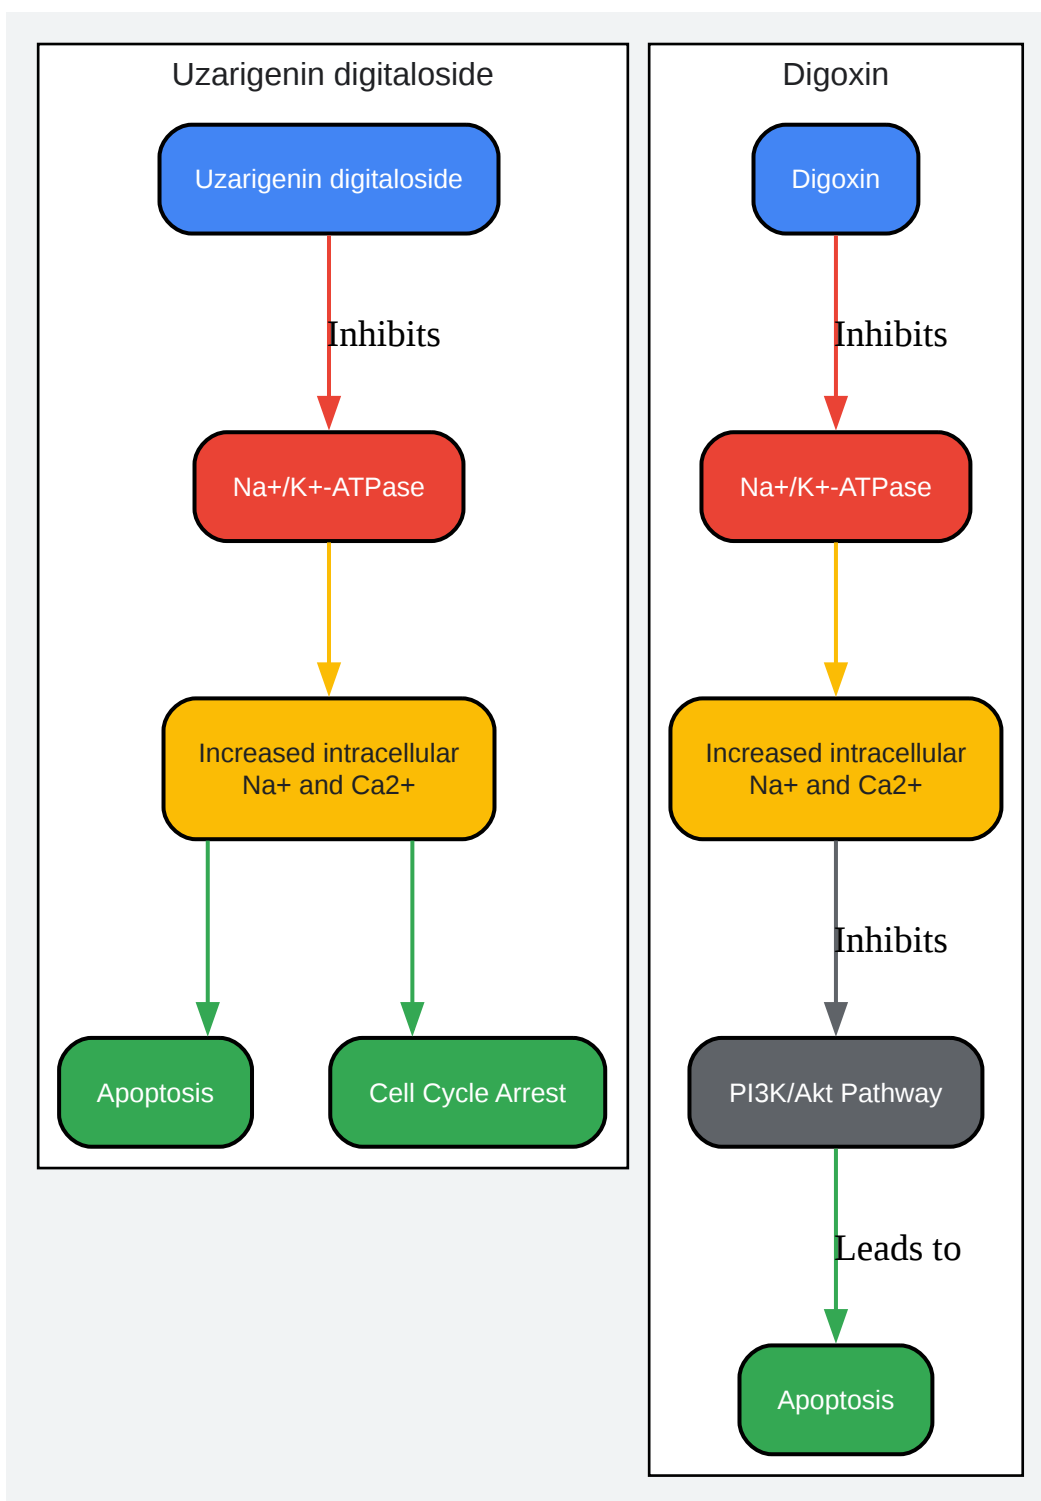 Uzarigenin digitaloside
Uzarigenin digitaloside
Inhibits
Na+/K+-ATPase
Increased intracellular
Na+ and Ca2+
Apoptosis
Cell Cycle Arrest
Digoxin
Digoxin
Inhibits
Na+/K+-ATPase
Increased intracellular
Na+ and Ca2+
Inhibits
PI3K/Akt Pathway
Leads to
Apoptosis